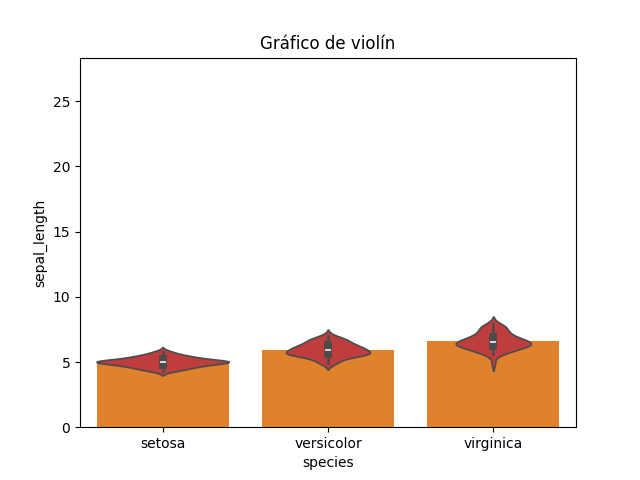 Gráfico de violín
25
20
15
10
5
0
sepal_length
setosa
versicolor
virginica
species